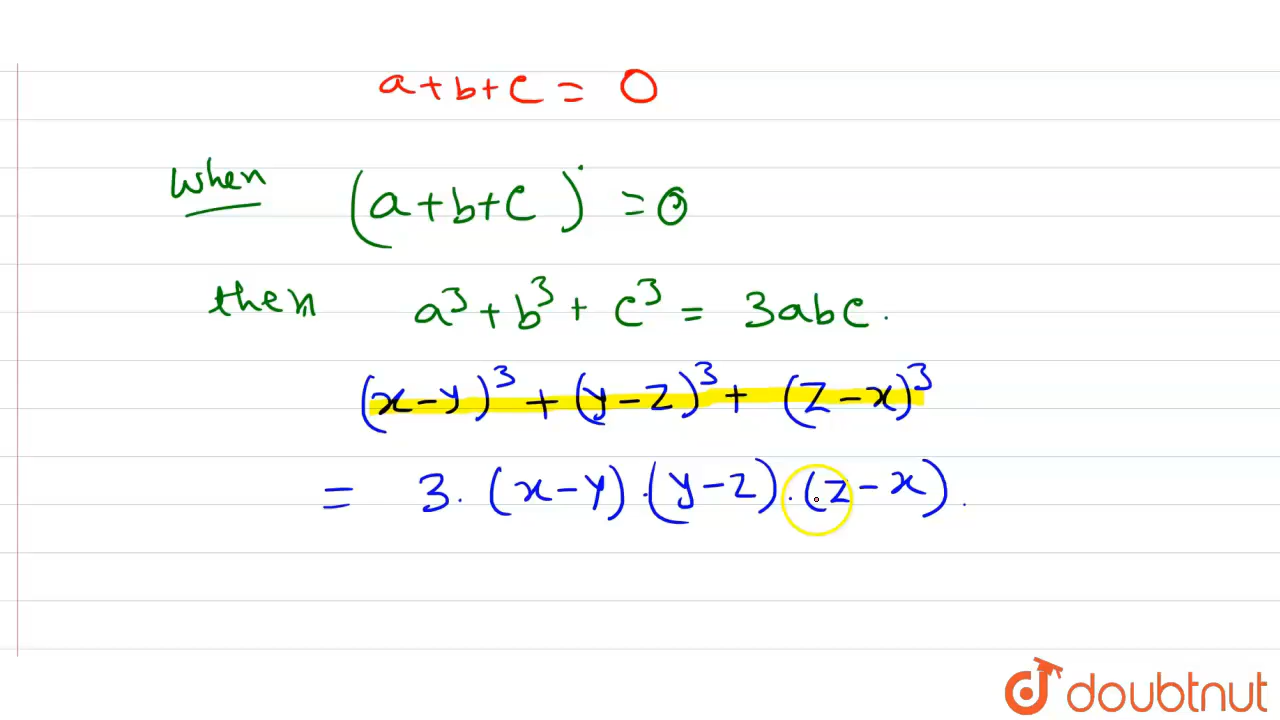 a+b+c = 0
When (a+b+c) = 0
then a³ + b³ + c³ = 3abc.
(x-y)³ + (y-z)³ + (z-x)³
= 3.(x-y).(y-z).(z-x).
doubtnut